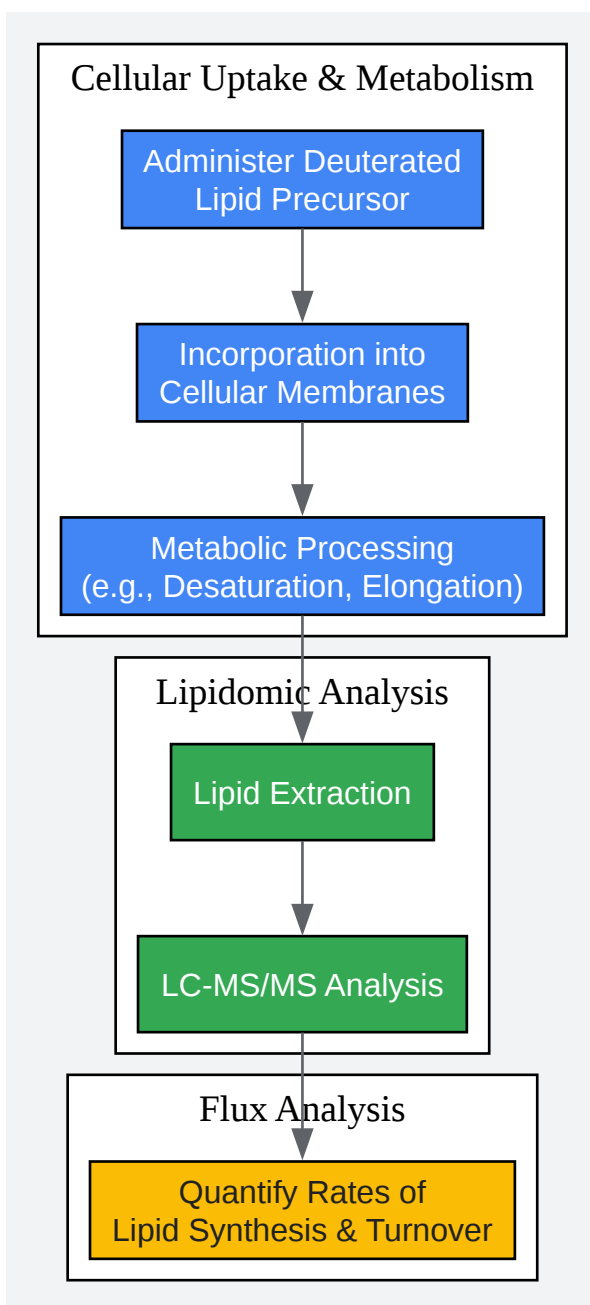 Cellular Uptake & Metabolism
Administer Deuterated
Lipid Precursor
Incorporation into
Cellular Membranes
Metabolic Processing
(e.g., Desaturation, Elongation)
Lipidomic Analysis
Lipid Extraction
LC-MS/MS Analysis
Flux Analysis
Quantify Rates of
Lipid Synthesis & Turnover